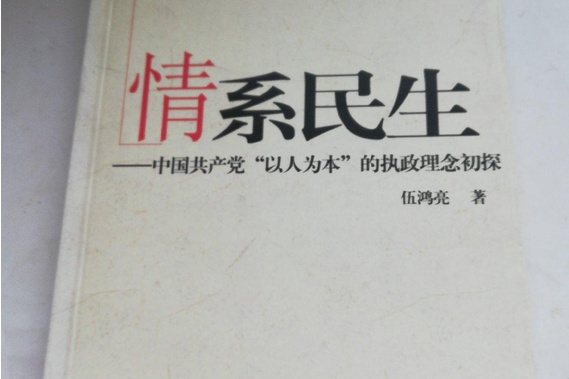 情系民生
——中国共产党“以人为本”的执政理念初探
伍鸿亮 著